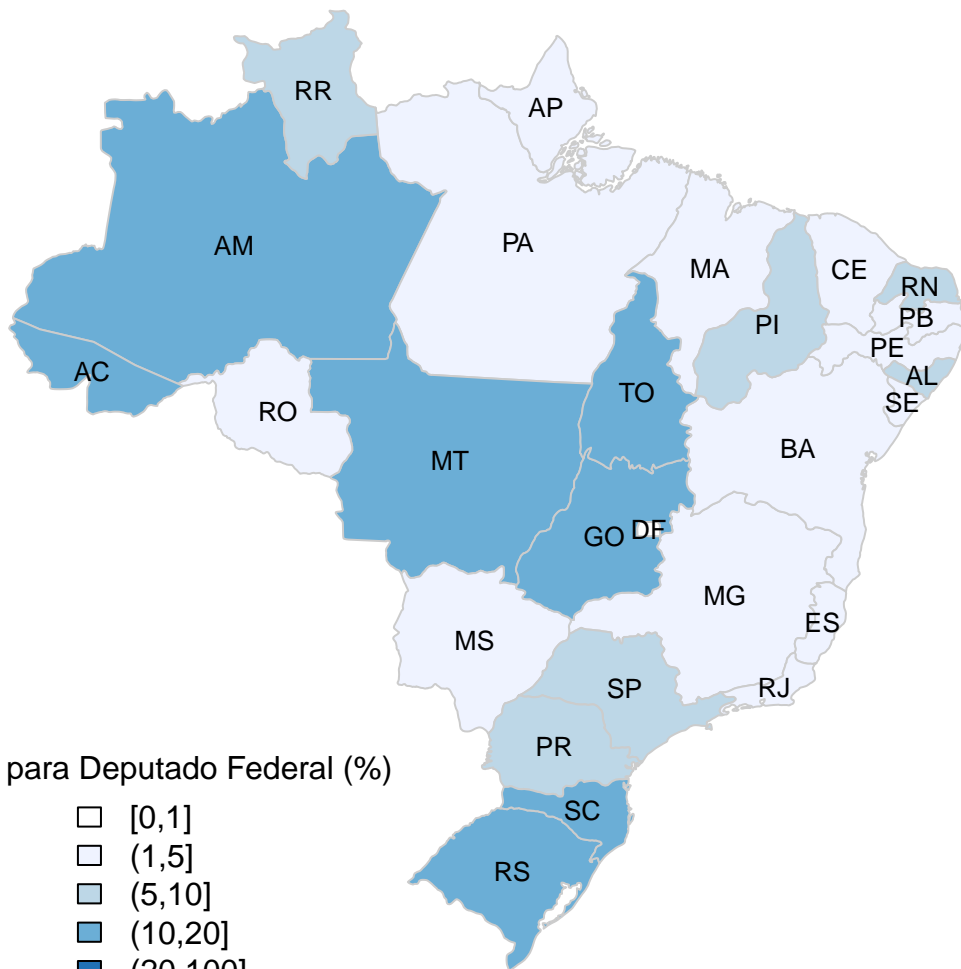 RR
AP
AM
PA
MA
CE
RN
PB
PI
PE
AL
SE
AC
TO
RO
BA
MT
GO
DF
MG
ES
MS
SP
RJ
PR
SC
RS
para Deputado Federal (%)
[0,1]
(1,5]
(5,10]
(10,20]
(20,100]